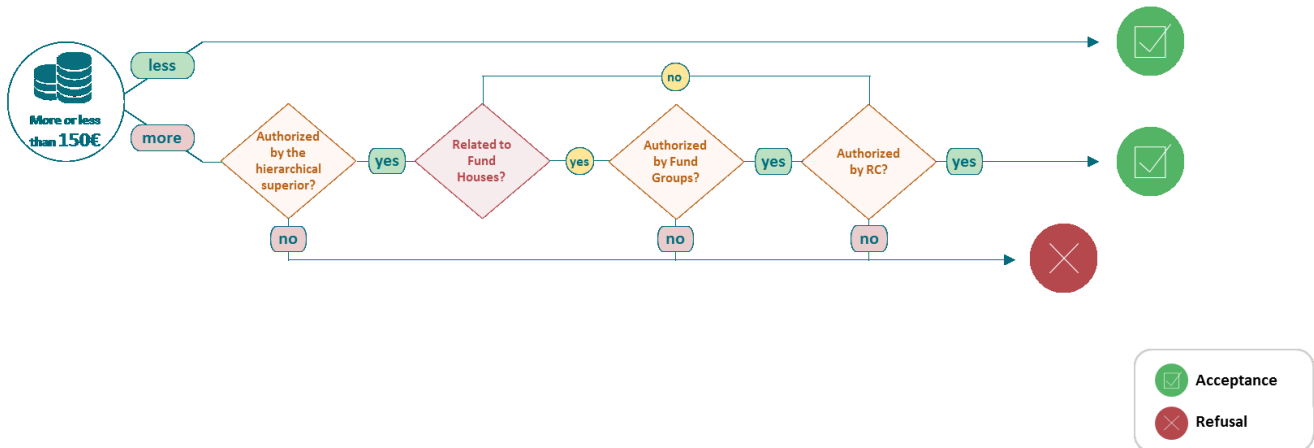 less
More or less
than 150€
more
no
Authorized
by the
hierarchical
superior?
yes
Related to
Fund
Houses?
yes
Authorized
by Fund
Groups?
yes
Authorized
by RC?
yes
no
no
no
Acceptance
Refusal